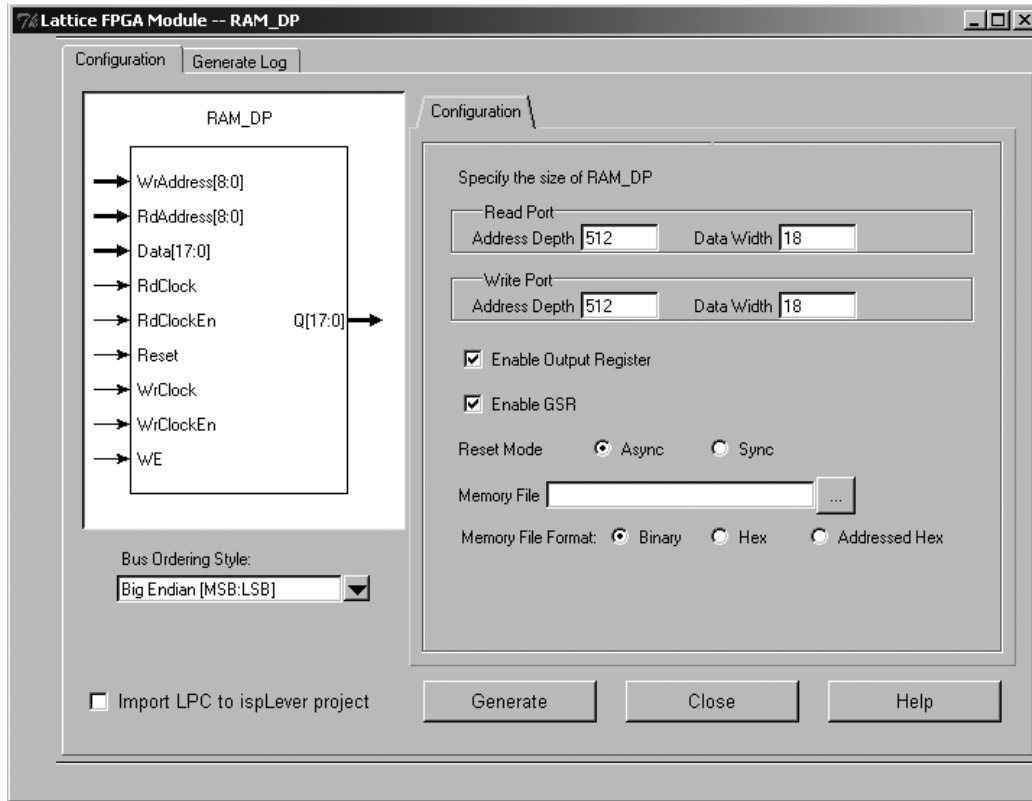 Lattice FPGA Module -- RAM_DP
Configuration
Generate Log
RAM_DP
WrAddress[8:0]
RdAddress[8:0]
Data[17:0]
RdClock
RdClockEn Q[17:0]
Reset
WrClock
WrClockEn
WE
Bus Ordering Style:
Big Endian [MSB:LSB]
Configuration
Specify the size of RAM_DP
Read Port
Address Depth 512 Data Width 18
Write Port
Address Depth 512 Data Width 18
Enable Output Register
Enable GSR
Reset Mode Async Sync
Memory File ...
Memory File Format: Binary Hex Addressed Hex
Import LPC to ispLever project
Generate Close Help